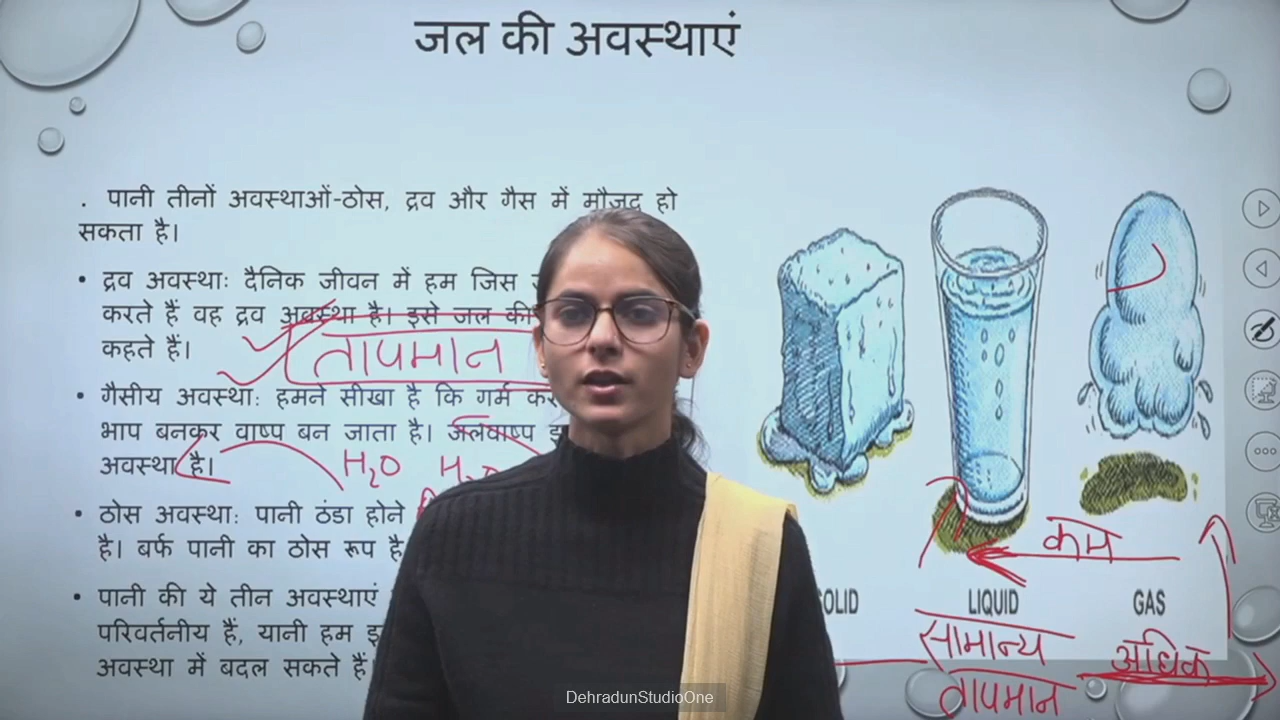 जल की अवस्थाएं
. पानी तीनों अवस्थाओं-ठोस, द्रव और गैस में मौजूद हो
सकता है।
• द्रव अवस्था: दैनिक जीवन में हम जिस
करते हैं वह द्रव अवस्था है। इसे जल की
कहते हैं।
तापमान
• गैसीय अवस्था: हमने सीखा है कि गर्म
भाप बनकर वाष्प बन जाता है। जलवाष्प
अवस्था है।
H₂O H₂O
• ठोस अवस्था: पानी ठंडा होने
है। बर्फ पानी का ठोस रूप है
• पानी की ये तीन अवस्थाएं
परिवर्तनीय हैं, यानी हम
अवस्था में बदल सकते हैं
कम
OLID LIQUID GAS
सामान्य
तापमान
अधिक
DehradunStudioOne